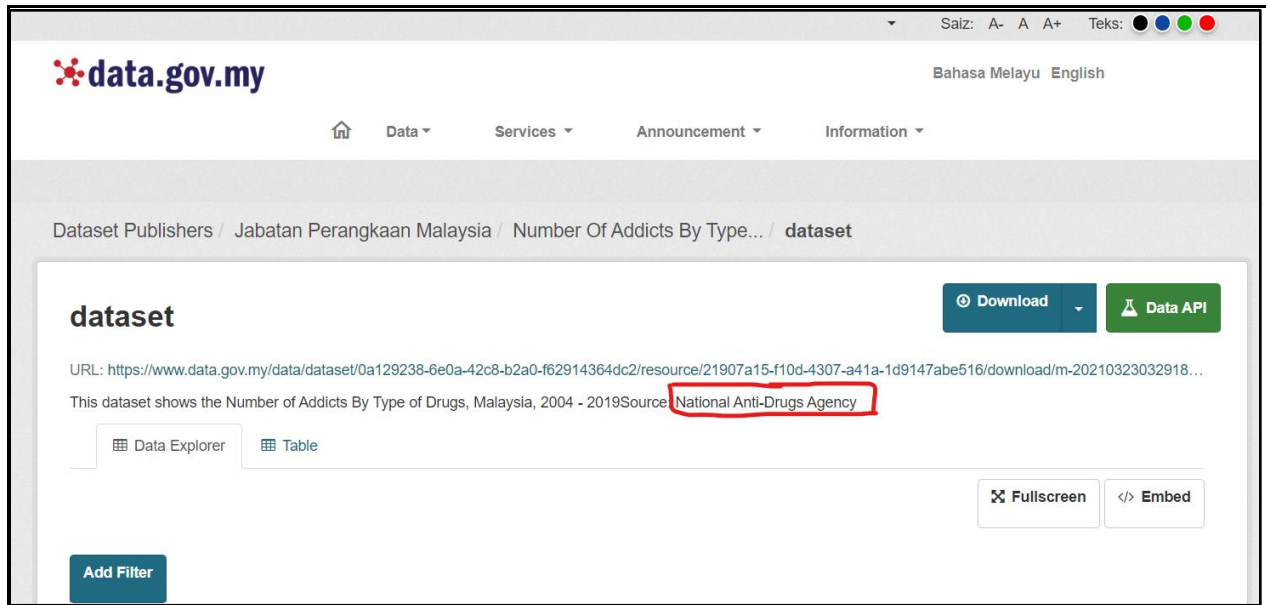 Saiz: A- A A+ Teks:
data.gov.my
Bahasa Melayu English
Data Services Announcement Information
Dataset Publishers / Jabatan Perangkaan Malaysia / Number Of Addicts By Type... / dataset
dataset
Download
Data API
URL: https://www.data.gov.my/data/dataset/0a129238-6e0a-42c8-b2a0-f62914364dc2/resource/21907a15-f10d-4307-a41a-1d9147abe516/download/m-20210323032918...
This dataset shows the Number of Addicts By Type of Drugs, Malaysia, 2004 - 2019Source: National Anti-Drugs Agency
Data Explorer Table
Fullscreen </> Embed
Add Filter